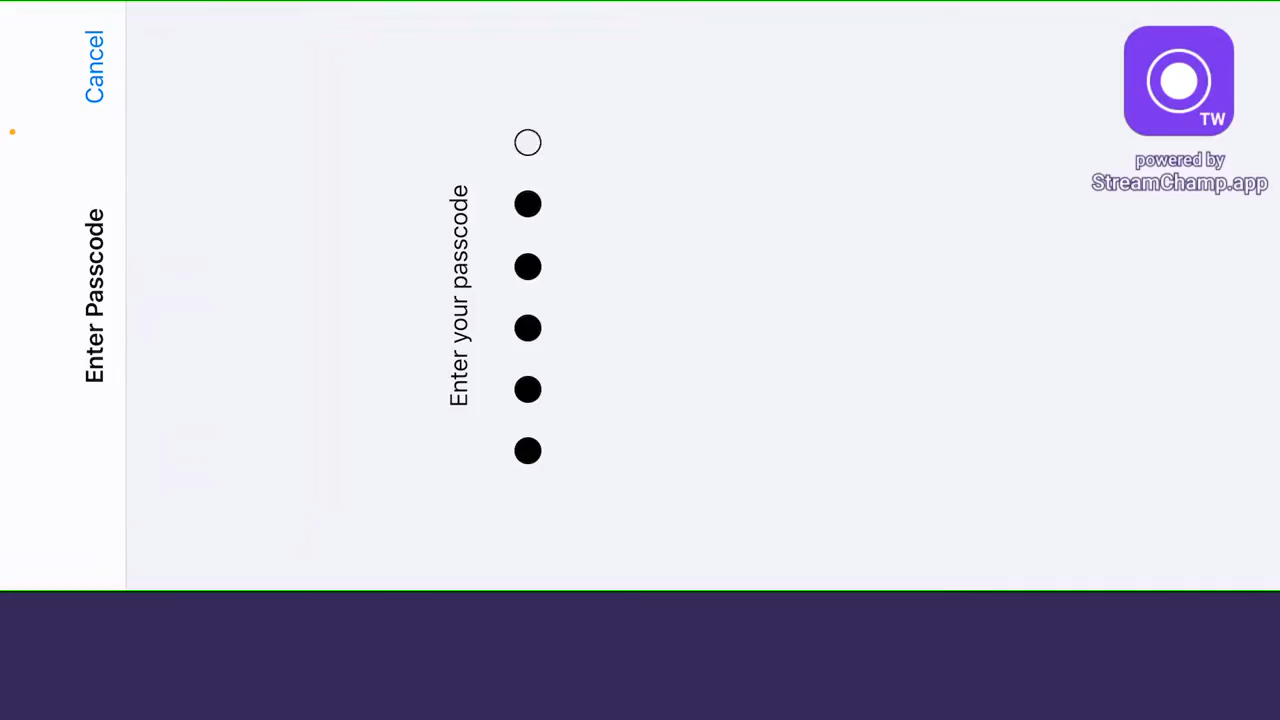 Cancel
Enter Passcode
Enter your passcode
TW
powered by
StreamChamp.app